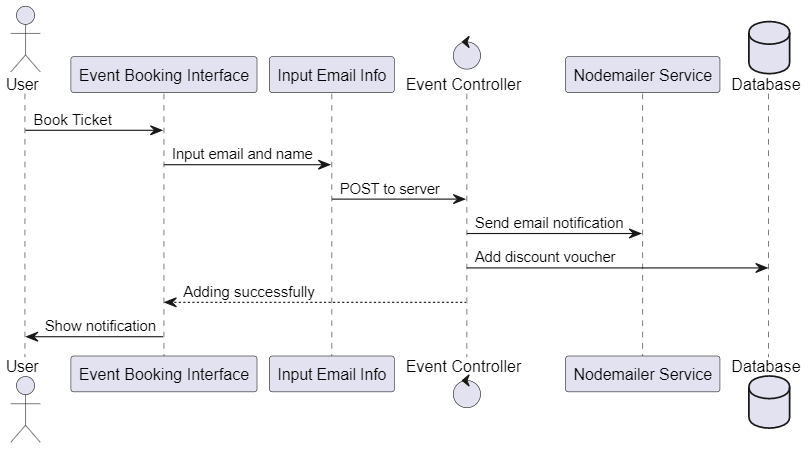 User
Event Booking Interface
Input Email Info
Event Controller
Nodemailer Service
Database
Book Ticket
Input email and name
POST to server
Send email notification
Add discount voucher
Adding successfully
Show notification
User
Event Booking Interface
Input Email Info
Event Controller
Nodemailer Service
Database